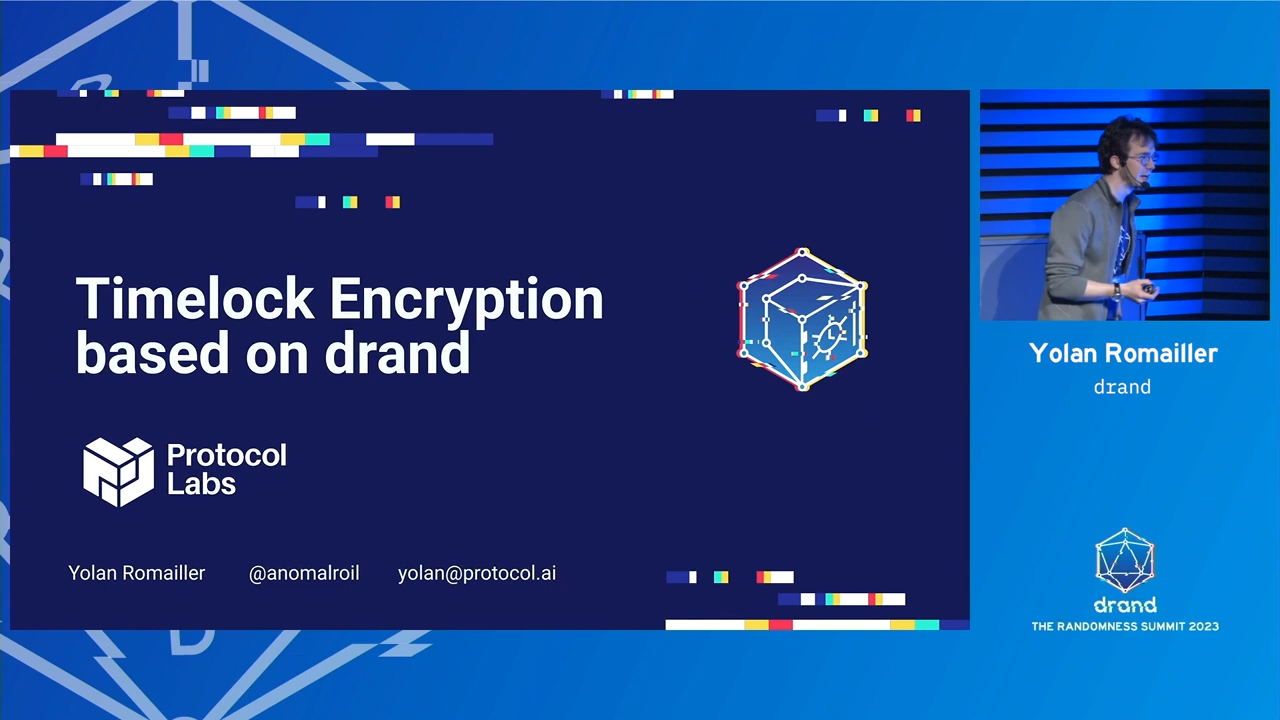 Timelock Encryption
based on drand
Protocol
Labs
Yolan Romailler @anomalroil yolan@protocol.ai
Yolan Romailler
drand
drand
THE RANDOMNESS SUMMIT 2023